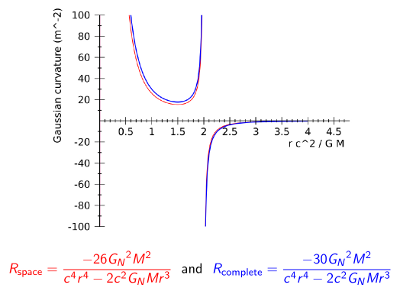 Gaussian curvature (m^-2)
100
80
60
40
20
-20
-40
-60
-80
-100
0.5 1 1.5 2 2.5 3 3.5 4 4.5
r c^2 / G M
R_space = \frac{-26 G_N{}^2 M^2}{c^4 r^4 - 2c^2 G_N M r^3} and R_complete = \frac{-30 G_N{}^2 M^2}{c^4 r^4 - 2c^2 G_N M r^3}